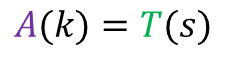 A(k) = T(s)